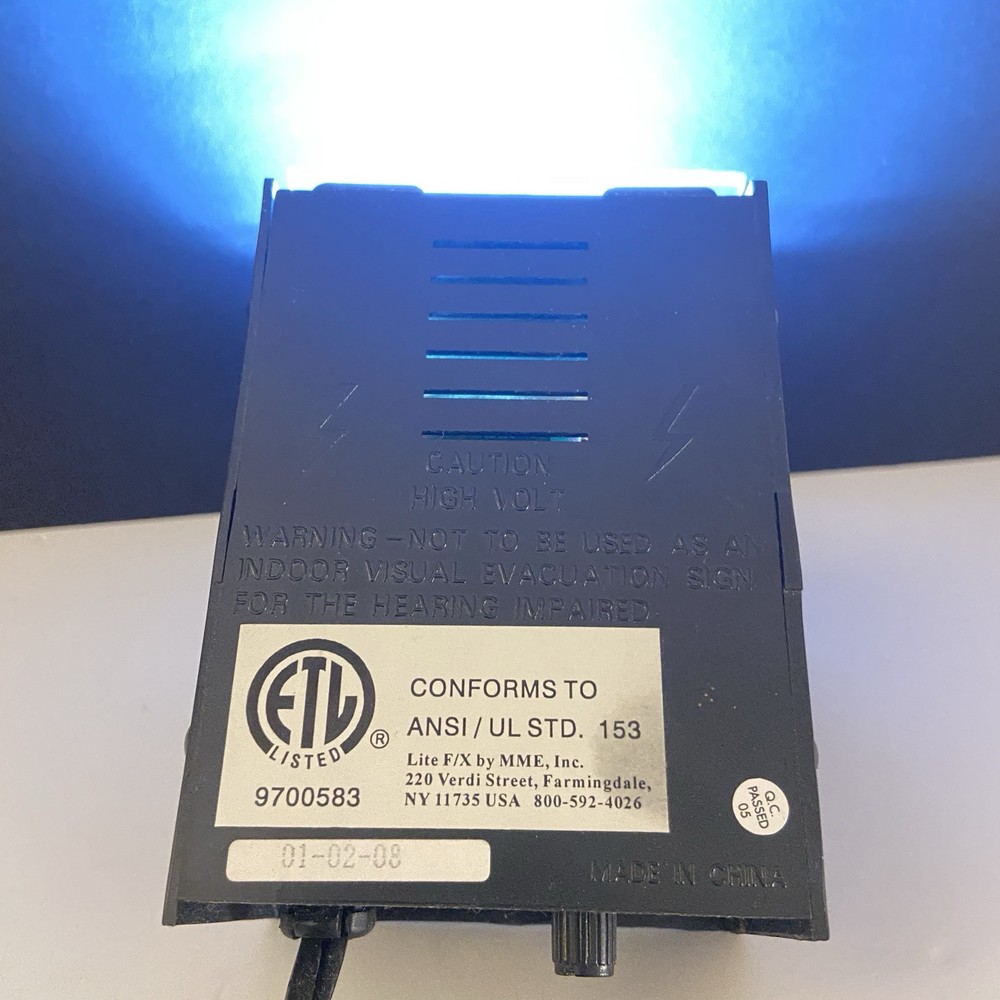 CAUTION
HIGH VOLT
WARNING-NOT TO BE USED AS AN
INDOOR VISUAL EVACUATION SIGN
FOR THE HEARING IMPAIRED
ETL
LISTED
®
9700583
CONFORMS TO
ANSI / UL STD. 153
Lite F/X by MME, Inc.
220 Verdi Street, Farmingdale,
NY 11735 USA 800-592-4026
Q.C.
PASSED
05
01-02-08
MADE IN CHINA